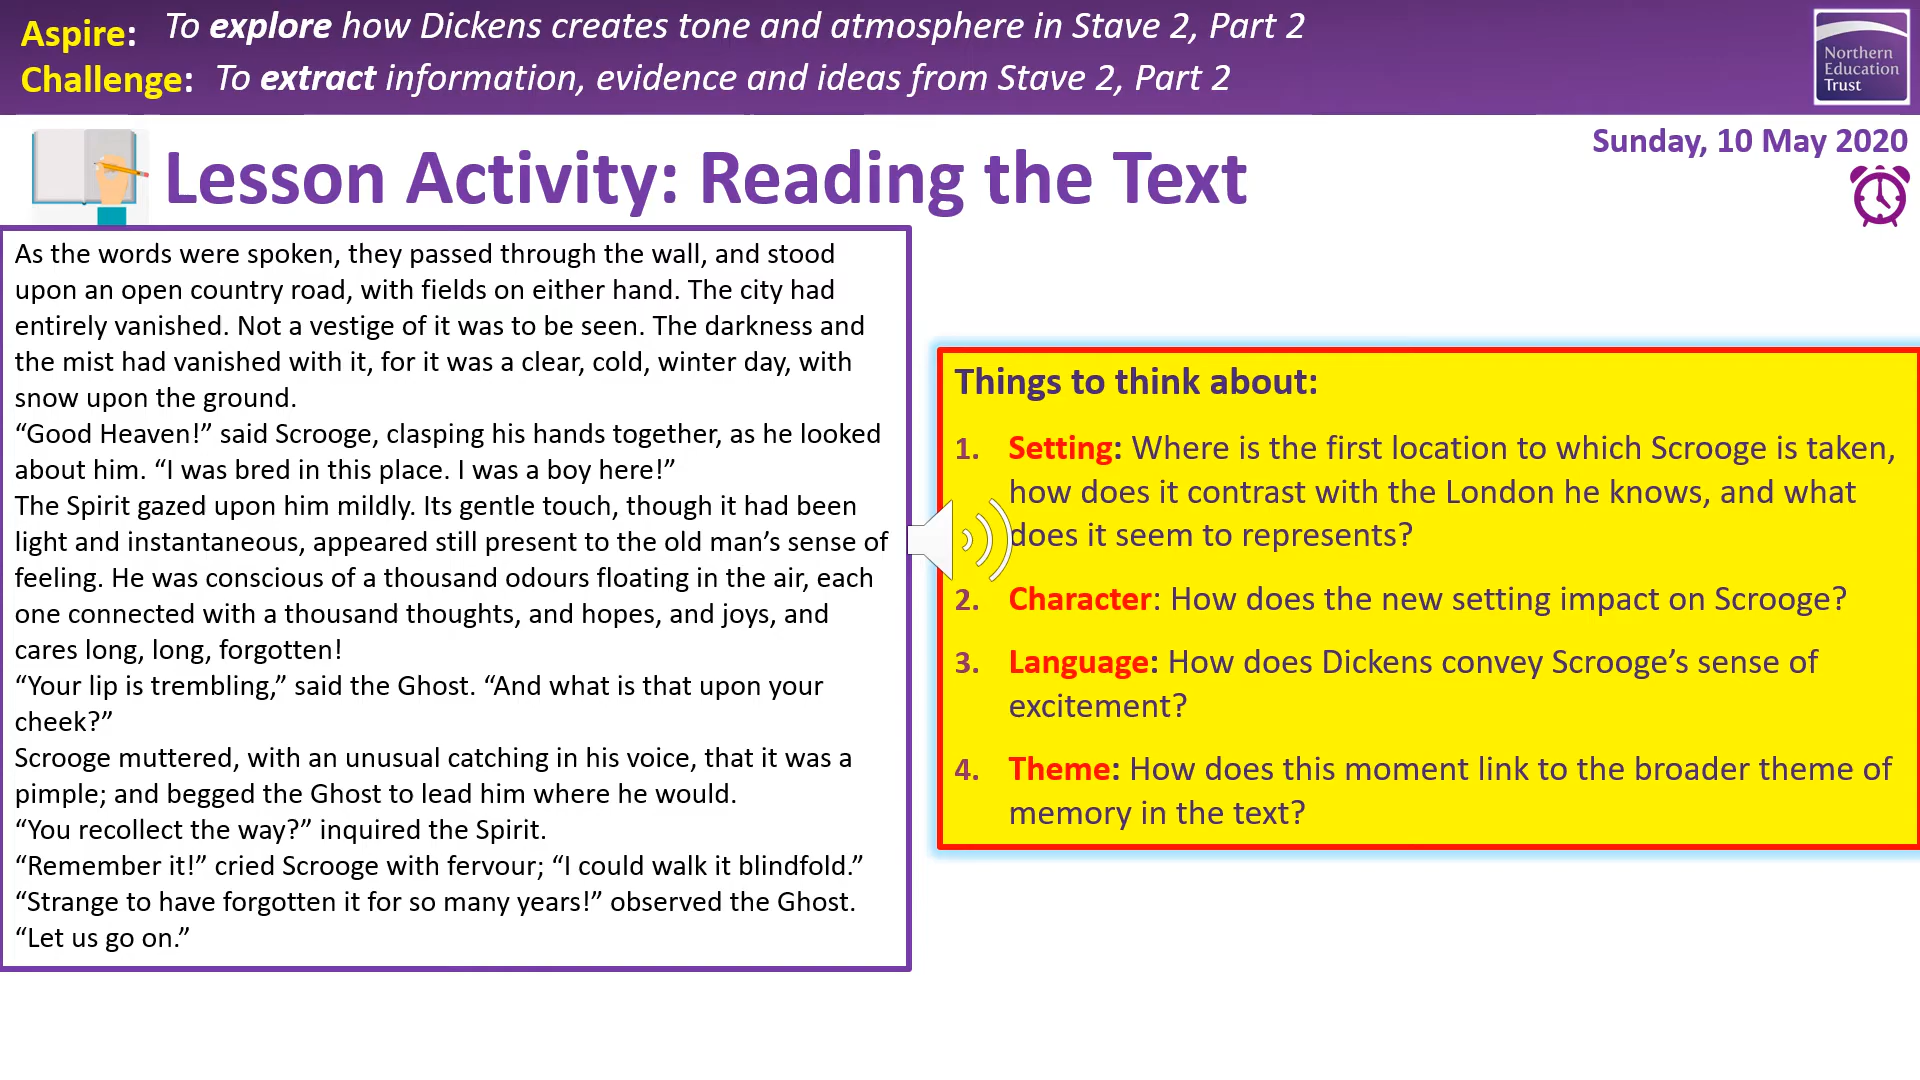 Aspire: To explore how Dickens creates tone and atmosphere in Stave 2, Part 2
Challenge: To extract information, evidence and ideas from Stave 2, Part 2
Northern
Education
Trust
Sunday, 10 May 2020
Lesson Activity: Reading the Text
As the words were spoken, they passed through the wall, and stood
upon an open country road, with fields on either hand. The city had
entirely vanished. Not a vestige of it was to be seen. The darkness and
the mist had vanished with it, for it was a clear, cold, winter day, with
snow upon the ground.
“Good Heaven!” said Scrooge, clasping his hands together, as he looked
about him. “I was bred in this place. I was a boy here!”
The Spirit gazed upon him mildly. Its gentle touch, though it had been
light and instantaneous, appeared still present to the old man’s sense of
feeling. He was conscious of a thousand odours floating in the air, each
one connected with a thousand thoughts, and hopes, and joys, and
cares long, long, forgotten!
“Your lip is trembling,” said the Ghost. “And what is that upon your
cheek?”
Scrooge muttered, with an unusual catching in his voice, that it was a
pimple; and begged the Ghost to lead him where he would.
“You recollect the way?” inquired the Spirit.
“Remember it!” cried Scrooge with fervour; “I could walk it blindfold.”
“Strange to have forgotten it for so many years!” observed the Ghost.
“Let us go on.”
Things to think about:
1. Setting: Where is the first location to which Scrooge is taken,
how does it contrast with the London he knows, and what
does it seem to represents?
2. Character: How does the new setting impact on Scrooge?
3. Language: How does Dickens convey Scrooge’s sense of
excitement?
4. Theme: How does this moment link to the broader theme of
memory in the text?